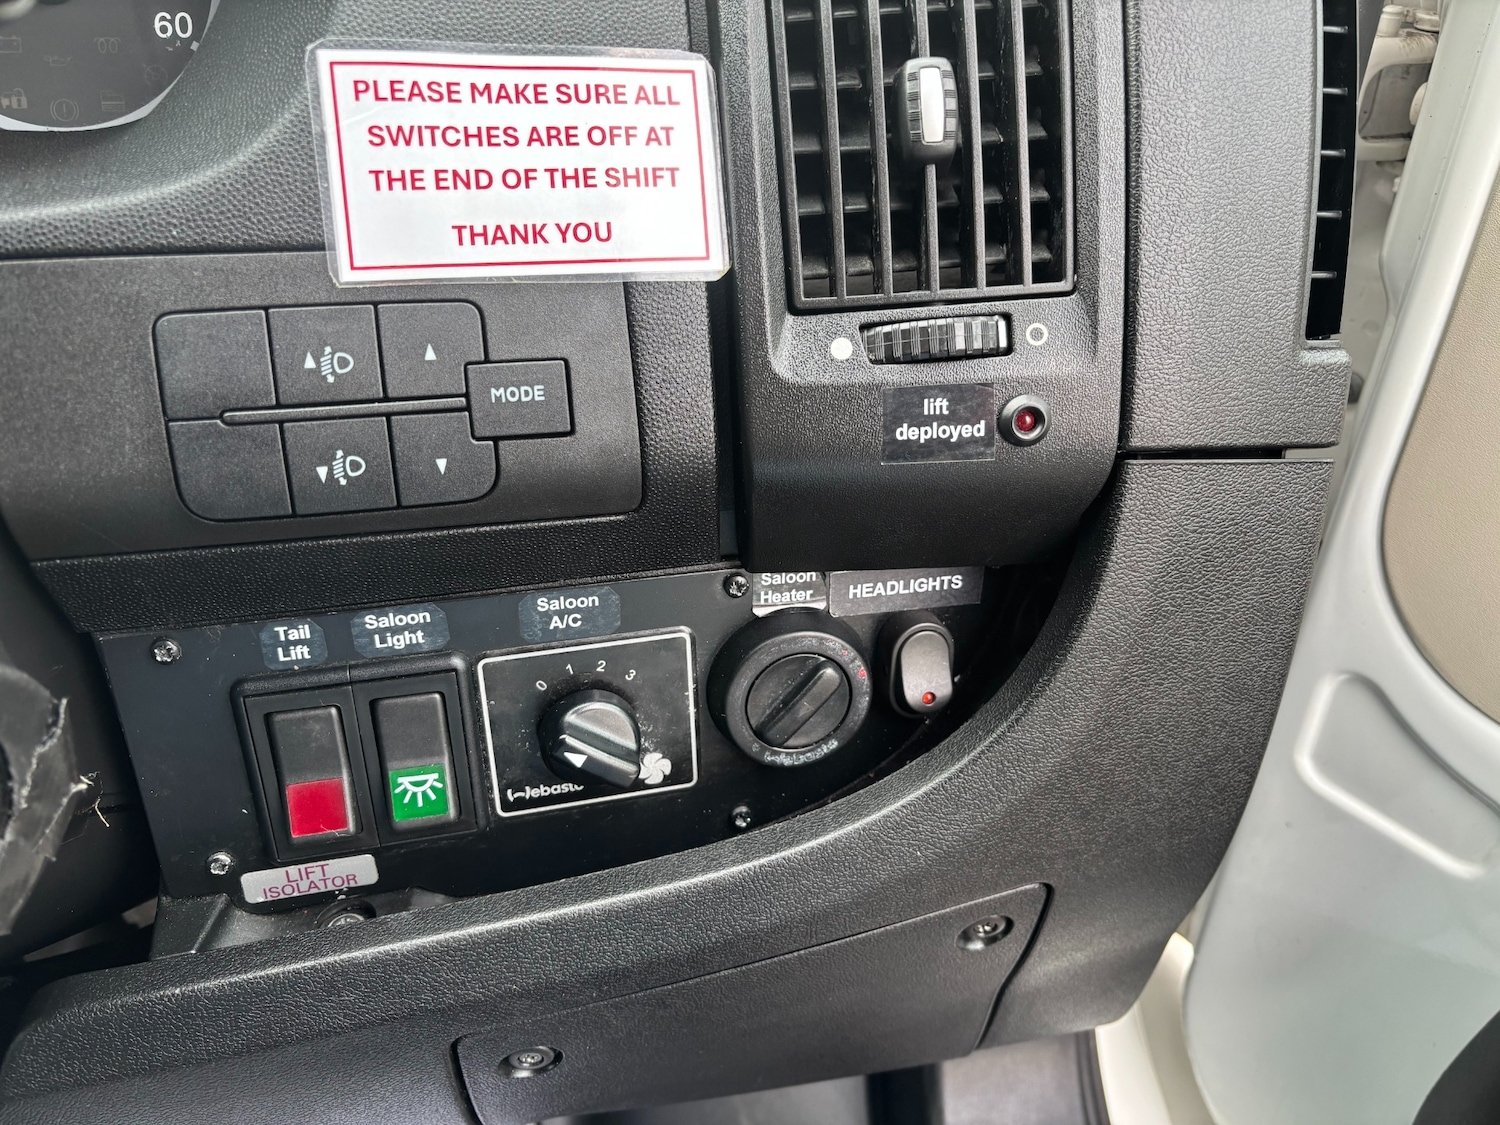 60
PLEASE MAKE SURE ALL
SWITCHES ARE OFF AT
THE END OF THE SHIFT
THANK YOU
MODE
lift
deployed
Tail
Lift
Saloon
Light
Saloon
A/C
Saloon
Heater
HEADLIGHTS
0 1 2 3
Webasto
LIFT
ISOLATOR